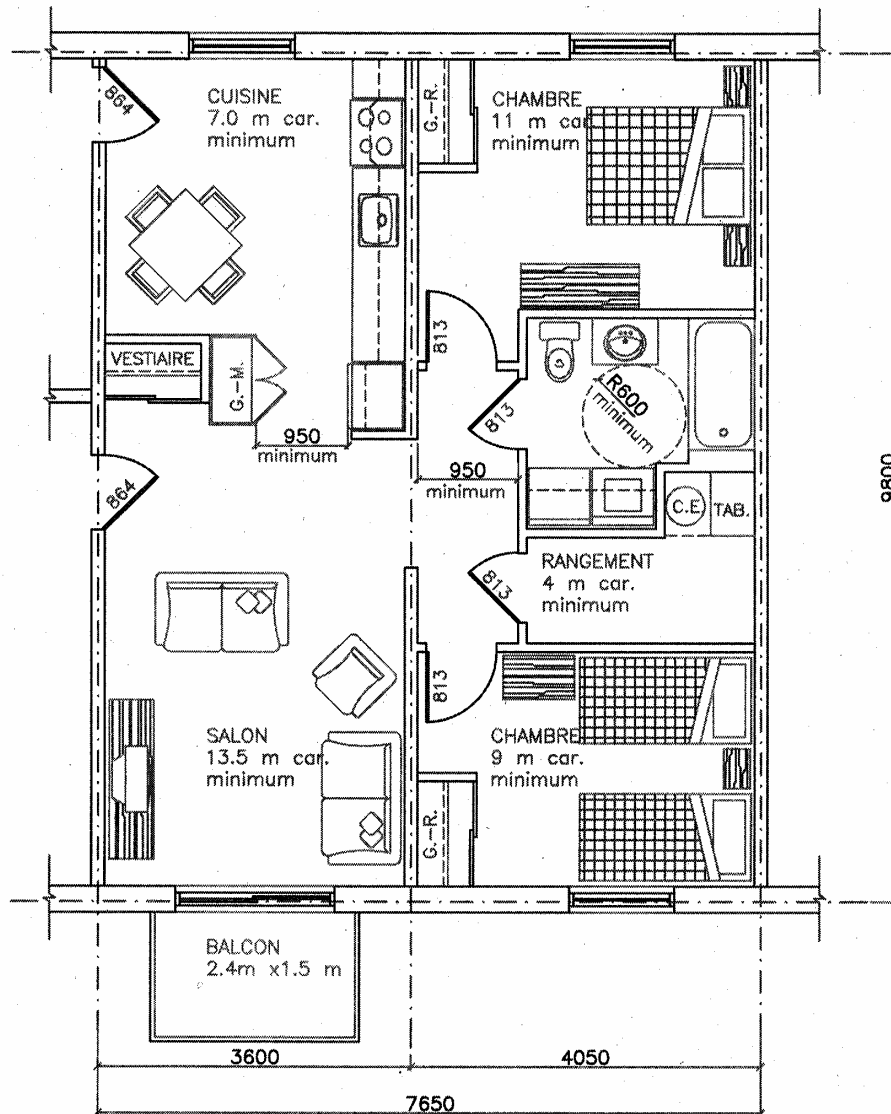 864
CUISINE
7.0 m car.
minimum
G.-R.
CHAMBRE
11 m car.
minimum
813
VESTIAIRE
G.-M.
813
R600
minimum
950
minimum
950
minimum
9800
864
C.E
TAB.
RANGEMENT
4 m car.
minimum
813
813
SALON
13.5 m car.
minimum
CHAMBRE
9 m car.
minimum
G.-R.
BALCON
2.4m x1.5 m
3600
4050
7650